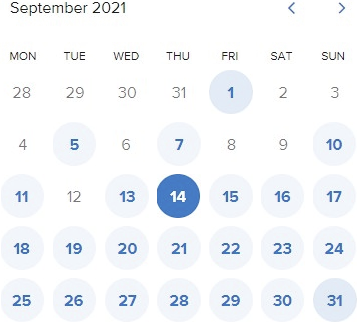 September 2021
MON TUE WED THU FRI SAT SUN
28 29 30 31 1 2 3
4 5 6 7 8 9 10
11 12 13 14 15 16 17
18 19 20 21 22 23 24
25 26 27 28 29 30 31